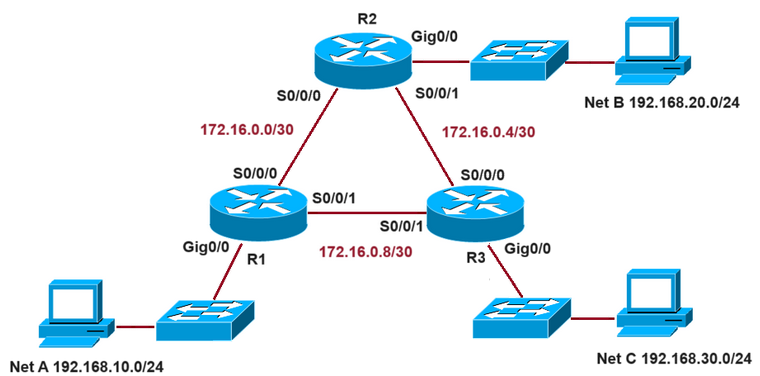 R2
Gig0/0
S0/0/0
S0/0/1
Net B 192.168.20.0/24
172.16.0.0/30
172.16.0.4/30
S0/0/0
S0/0/0
S0/0/1
S0/0/1
Gig0/0
R1
172.16.0.8/30
R3
Gig0/0
Net A 192.168.10.0/24
Net C 192.168.30.0/24